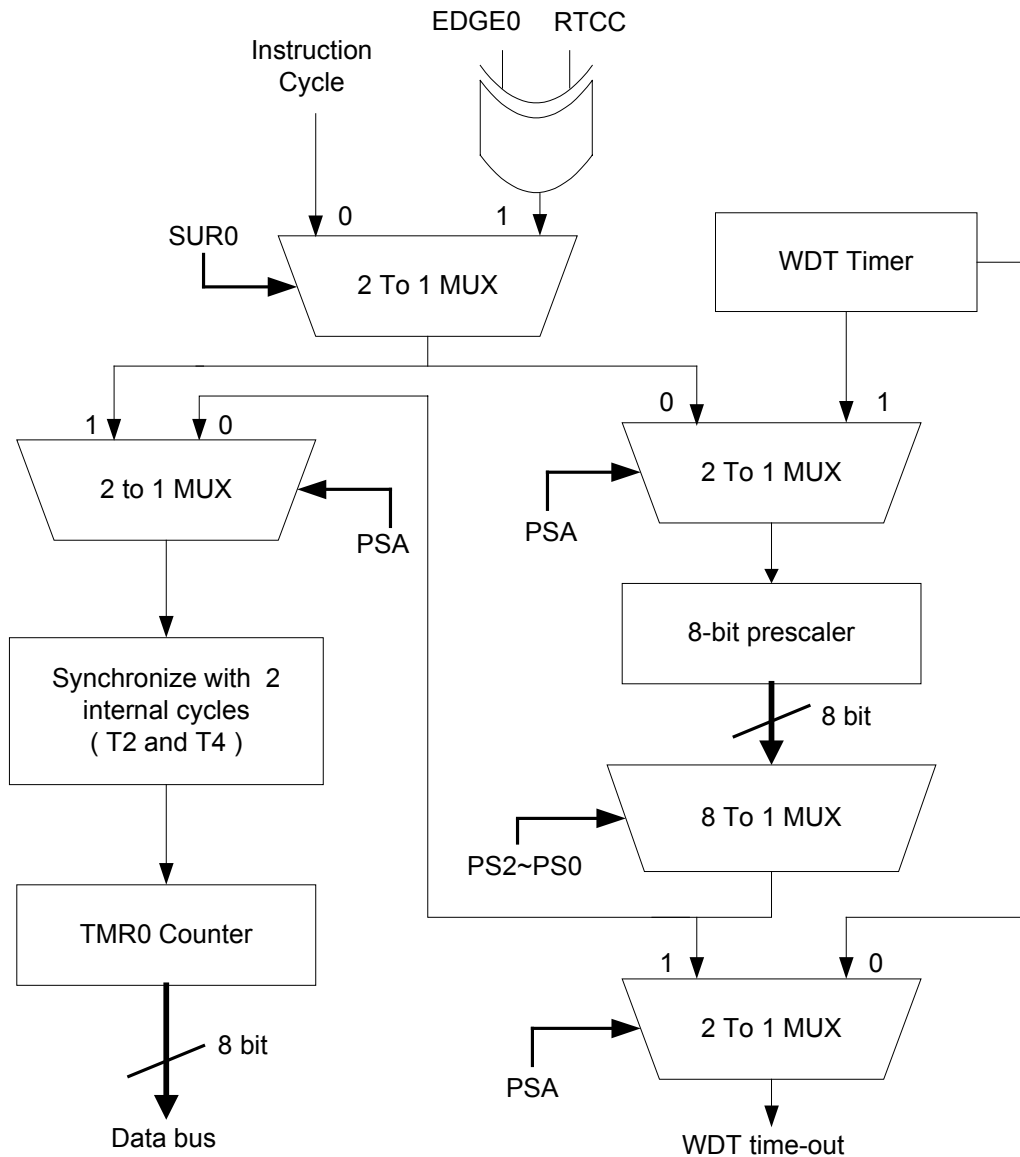 EDGE0 RTCC
Instruction
Cycle
0 1
SUR0
2 To 1 MUX
WDT Timer
1 0
2 to 1 MUX
PSA
0 1
2 To 1 MUX
PSA
8-bit prescaler
8 bit
Synchronize with 2
internal cycles
( T2 and T4 )
8 To 1 MUX
PS2~PS0
TMR0 Counter
8 bit
Data bus
1 0
2 To 1 MUX
PSA
WDT time-out